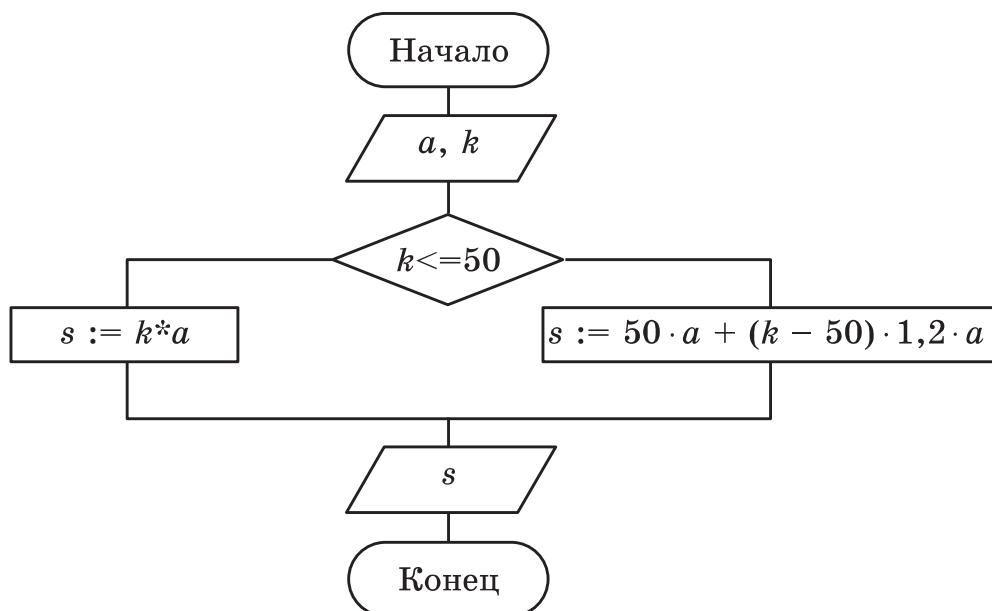 Начало
a, k
k<=50
s := k*a
s := 50 · a + (k − 50) · 1,2 · a
s
Конец